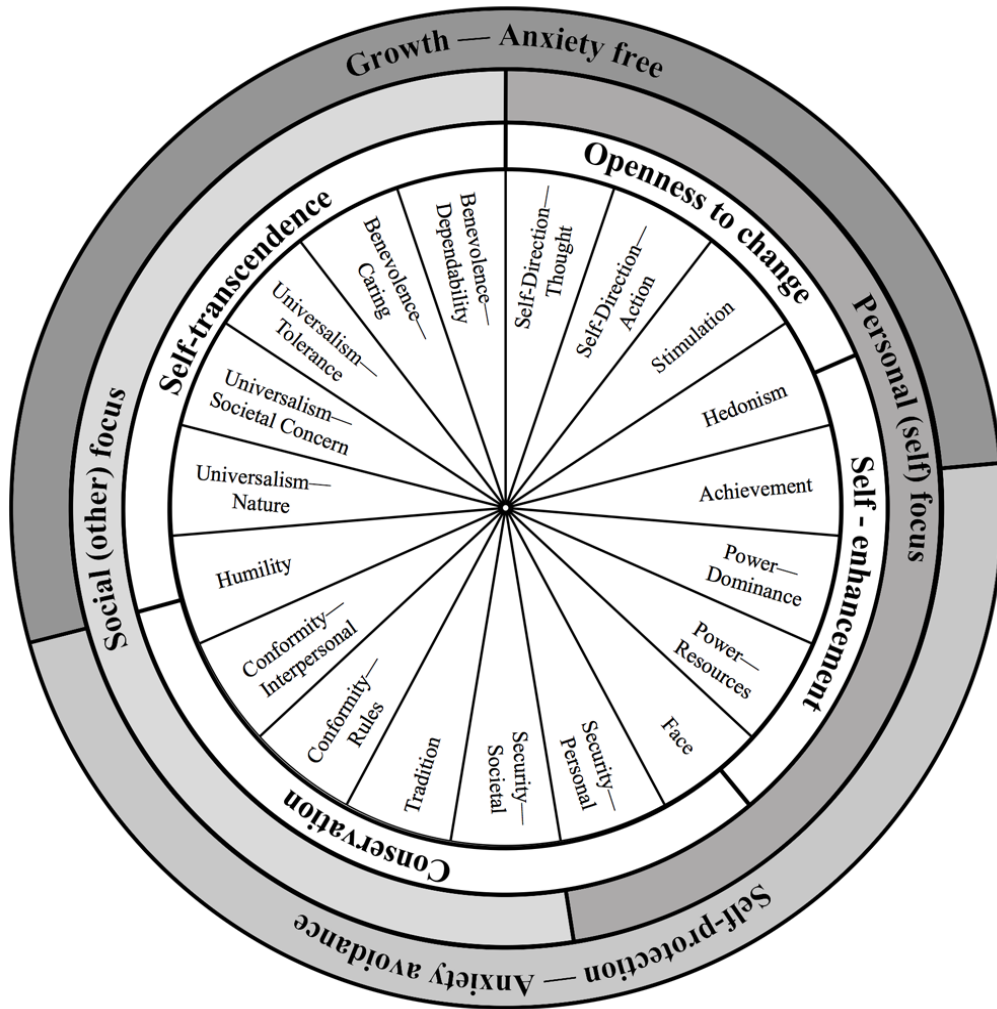 Growth — Anxiety free
Self-protection — Anxiety avoidance
Social (other) focus
Personal (self) focus
Self-transcendence
Openness to change
Self - enhancement
Conservation
Self-Direction—
Thought
Self-Direction—
Action
Stimulation
Hedonism
Achievement
Power—
Dominance
Power—
Resources
Face
Security—
Personal
Security—
Societal
Tradition
Conformity—
Rules
Conformity—
Interpersonal
Humility
Universalism—
Nature
Universalism—
Societal Concern
Universalism—
Tolerance
Benevolence—
Caring
Benevolence—
Dependability